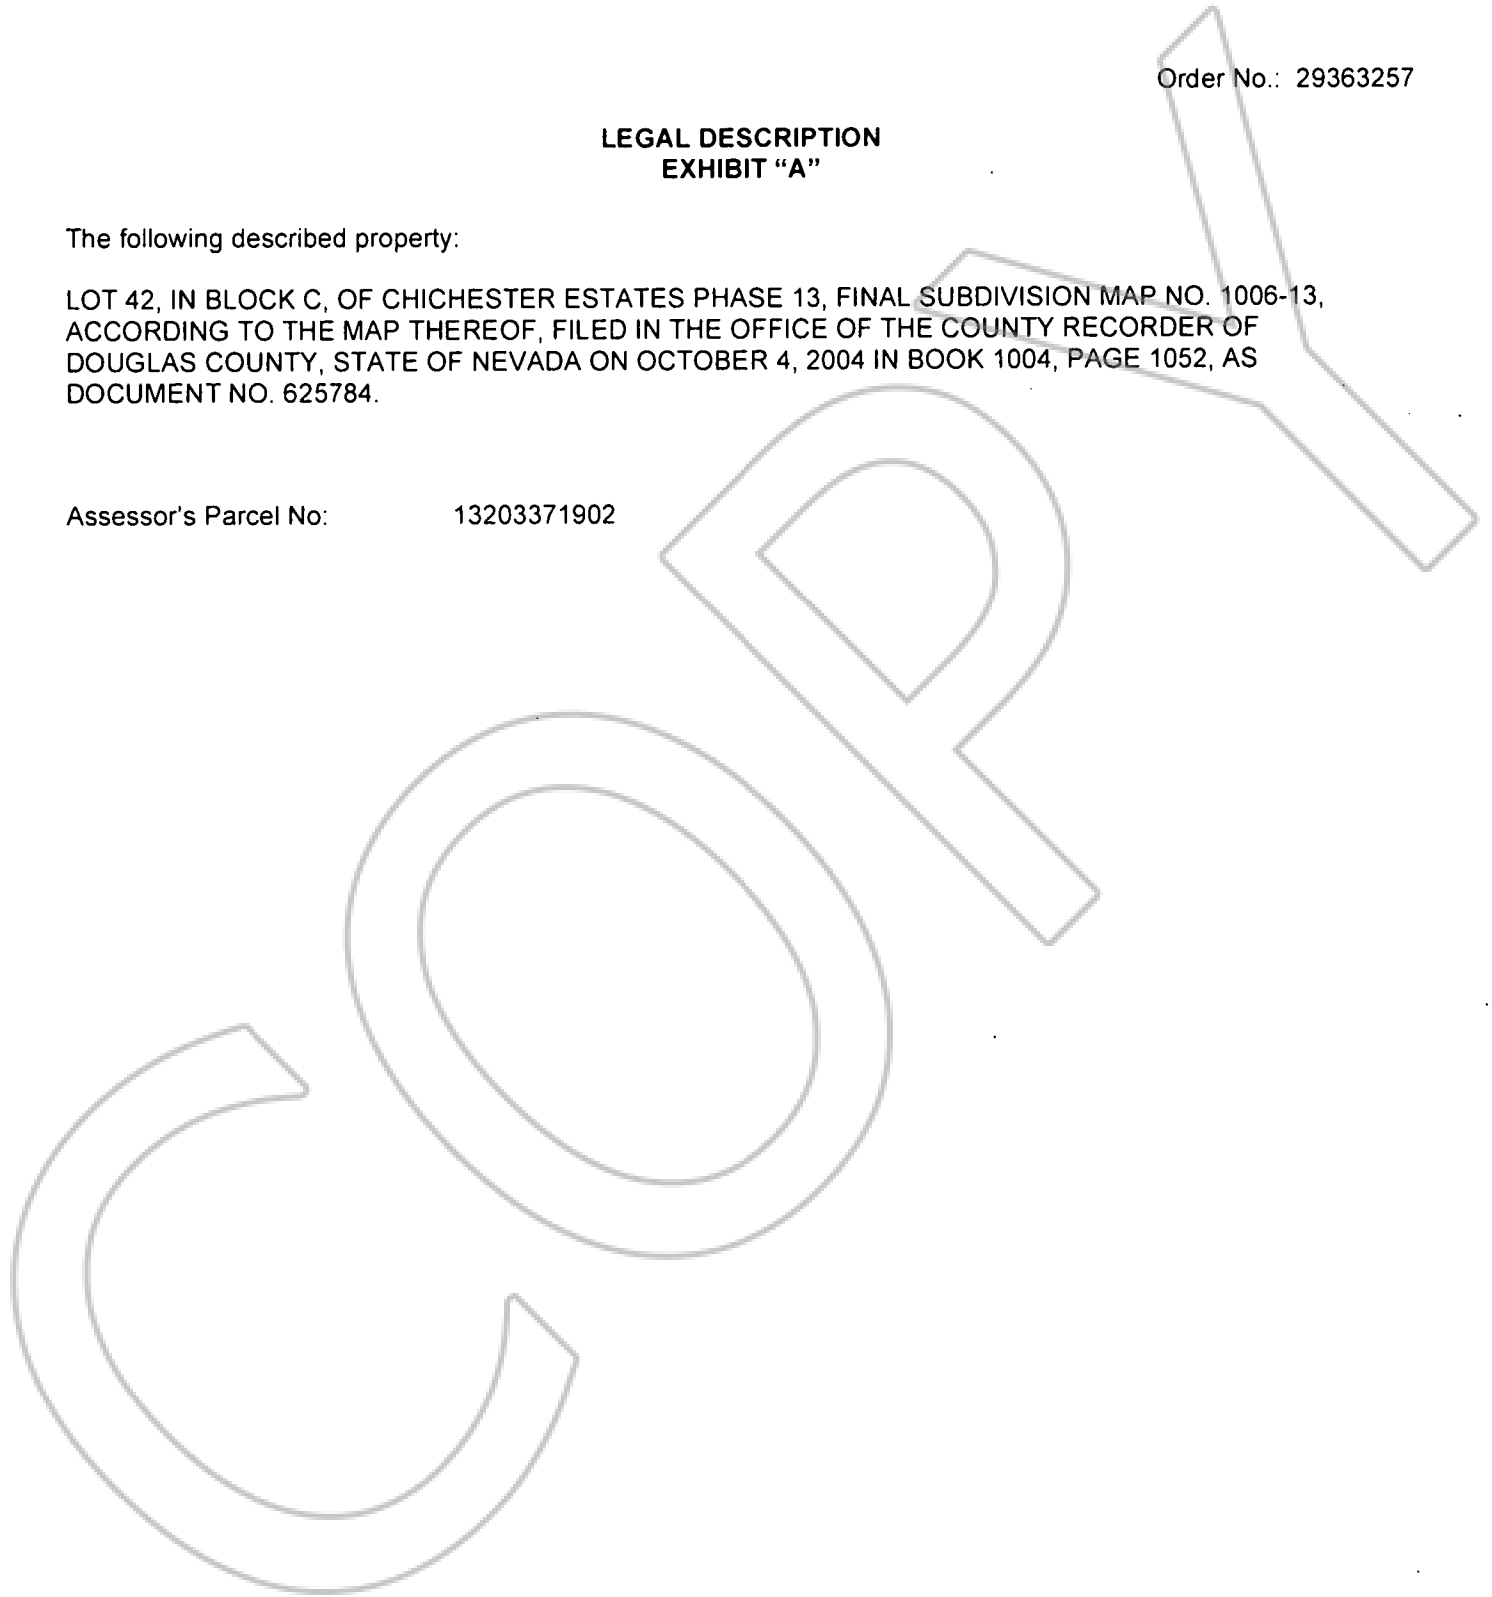 Order No.: 29363257
LEGAL DESCRIPTION
EXHIBIT “A”
The following described property:
LOT 42, IN BLOCK C, OF CHICHESTER ESTATES PHASE 13, FINAL SUBDIVISION MAP NO. 1006-13,
ACCORDING TO THE MAP THEREOF, FILED IN THE OFFICE OF THE COUNTY RECORDER OF
DOUGLAS COUNTY, STATE OF NEVADA ON OCTOBER 4, 2004 IN BOOK 1004, PAGE 1052, AS
DOCUMENT NO. 625784.
Assessor's Parcel No: 13203371902
COPY